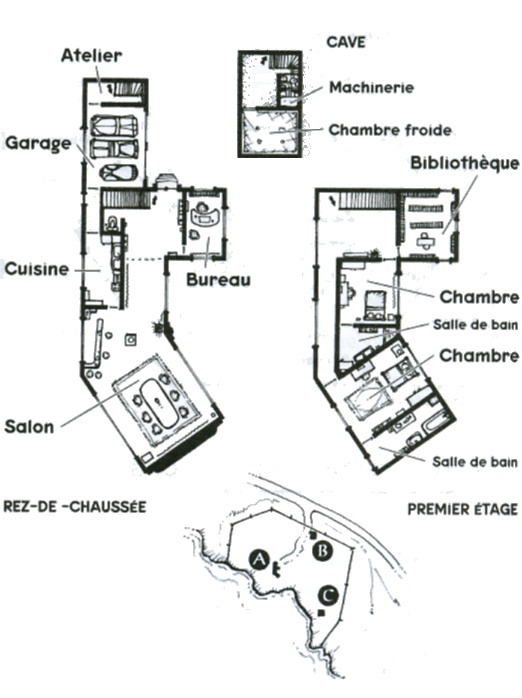 CAVE
Atelier
Machinerie
Garage
Chambre froide
Bibliothèque
Cuisine
Bureau
Chambre
Salle de bain
Chambre
Salon
Salle de bain
REZ-DE -CHAUSSÉE
PREMIER ÉTAGE
A
B
C